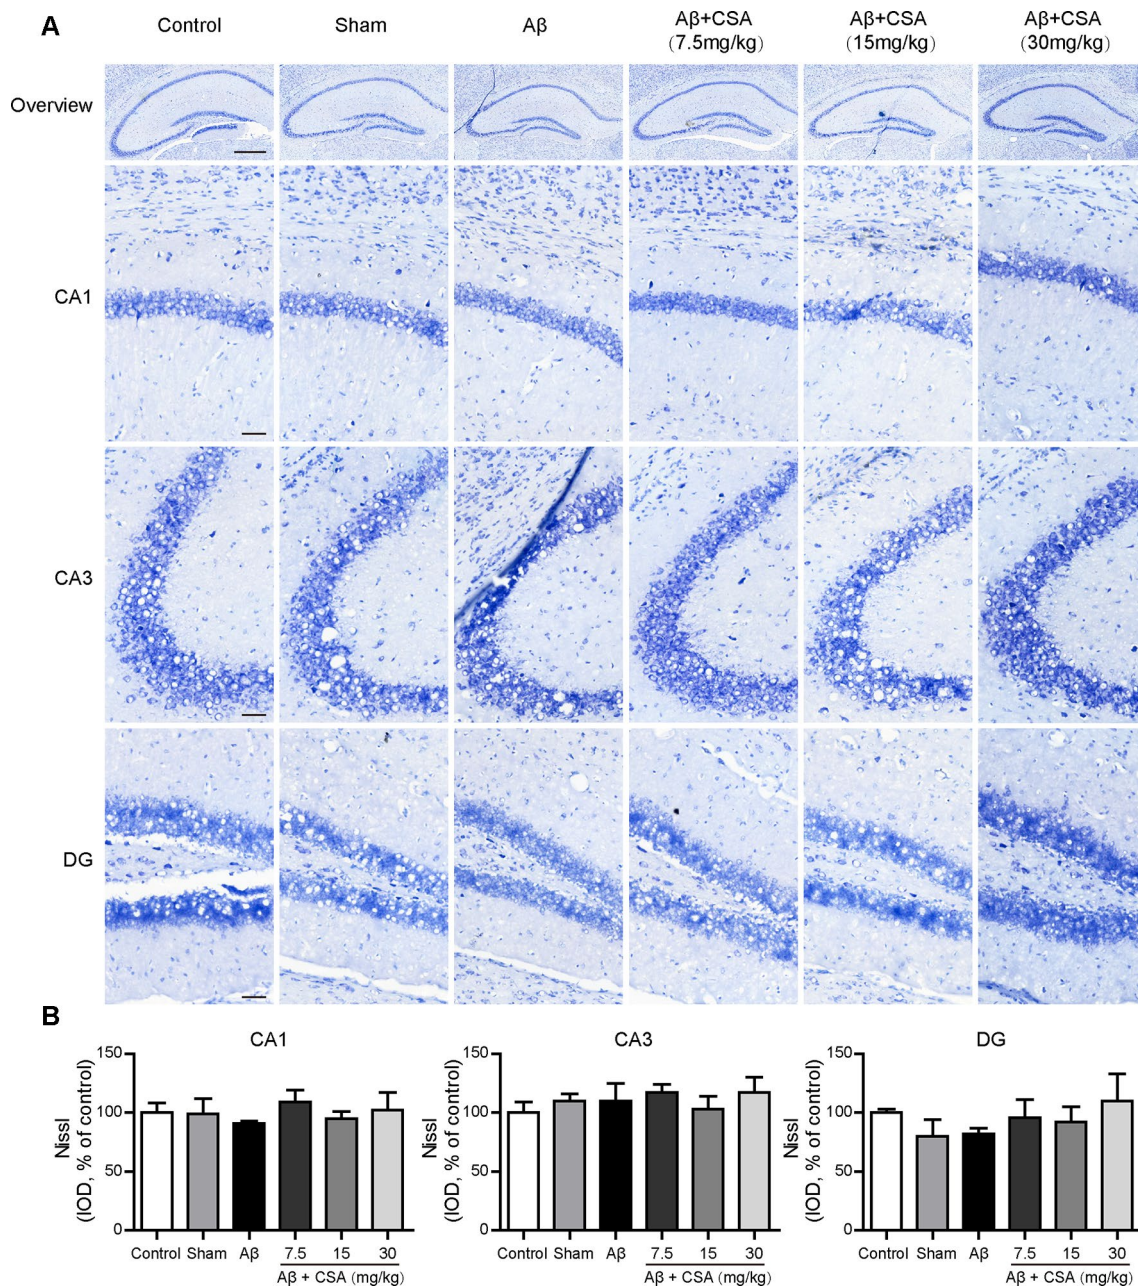 A
Control Sham Aβ Aβ+CSA Aβ+CSA Aβ+CSA
(7.5mg/kg) (15mg/kg) (30mg/kg)
Overview
CA1
CA3
DG
B
CA1 CA3 DG
Nissl
(IOD, % of control)
150
100
50
0
Control Sham Aβ 7.5 15 30
Aβ + CSA (mg/kg)
Nissl
(IOD, % of control)
150
100
50
0
Control Sham Aβ 7.5 15 30
Aβ + CSA (mg/kg)
Nissl
(IOD, % of control)
150
100
50
0
Control Sham Aβ 7.5 15 30
Aβ + CSA (mg/kg)